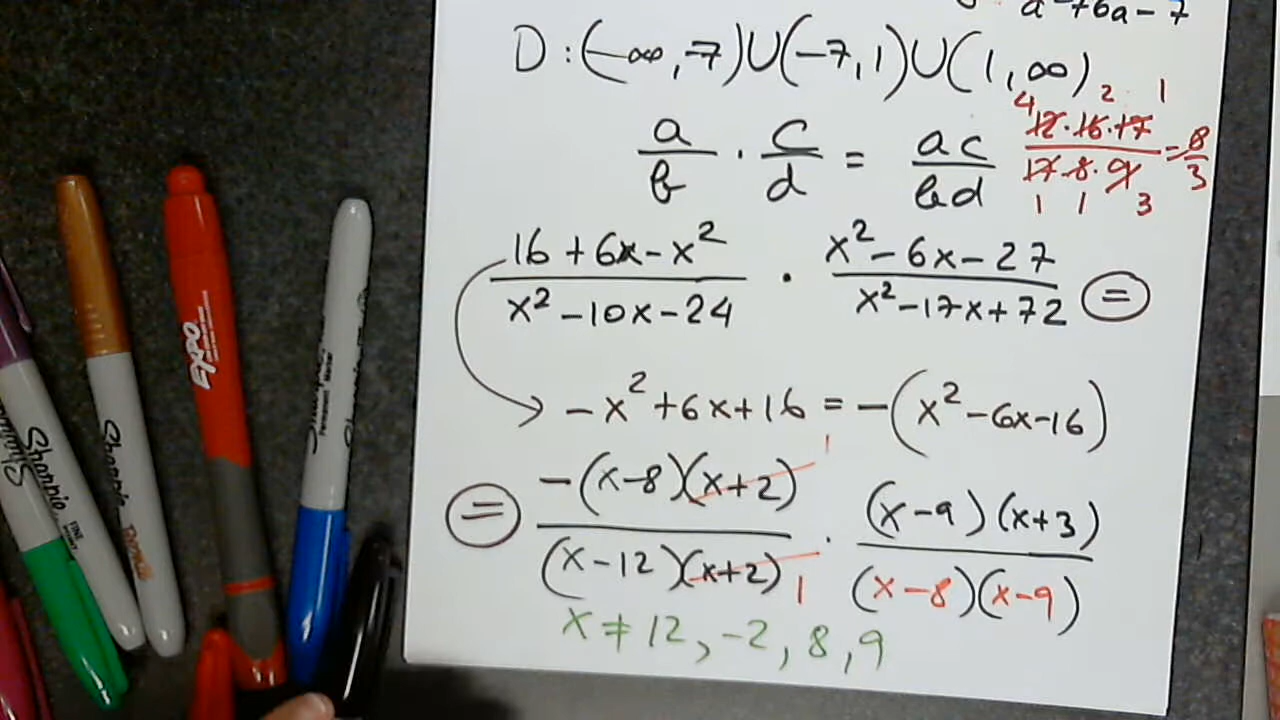 a²+6a-7
D:(-∞,-7)∪(-7,1)∪(1,∞)
a/b · c/d = ac/bd
4 2 1
12·16·17 / 17·8·9 = 8/3
1 1 3
(16+6x-x²)/(x²-10x-24) · (x²-6x-27)/(x²-17x+72) =
-x²+6x+16 = -(x²-6x-16)
1
= -(x-8)(x+2)/(x-12)(x+2) · (x-9)(x+3)/(x-8)(x-9)
1
x≠12,-2,8,9
EXPO
Sharpie
FINE
Sharpie